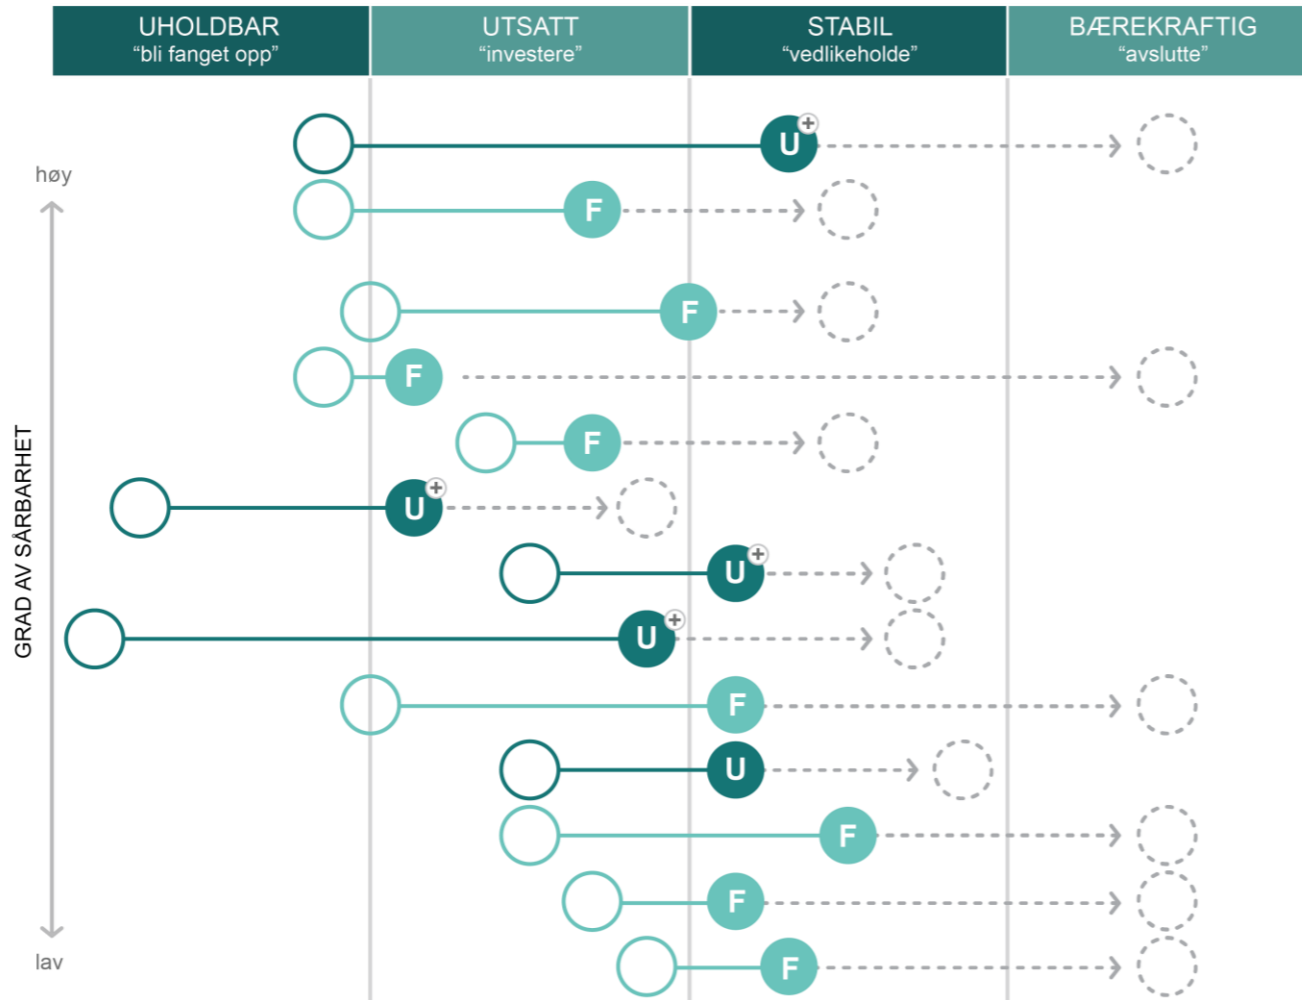 UHOLDBAR
“bli fanget opp”
UTSATT
“investere”
STABIL
“vedlikeholde”
BÆREKRAFTIG
“avslutte”
høy
GRAD AV SÅRBARHET
lav
U +
F
F
F
F
U +
U +
U +
F
U
F
F
F